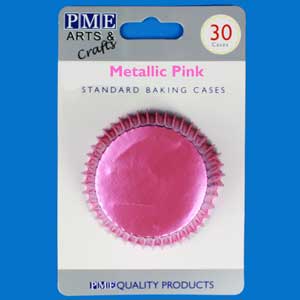 PME
ARTS &
Crafts
30
Cases
Metallic Pink
STANDARD BAKING CASES
PME QUALITY PRODUCTS